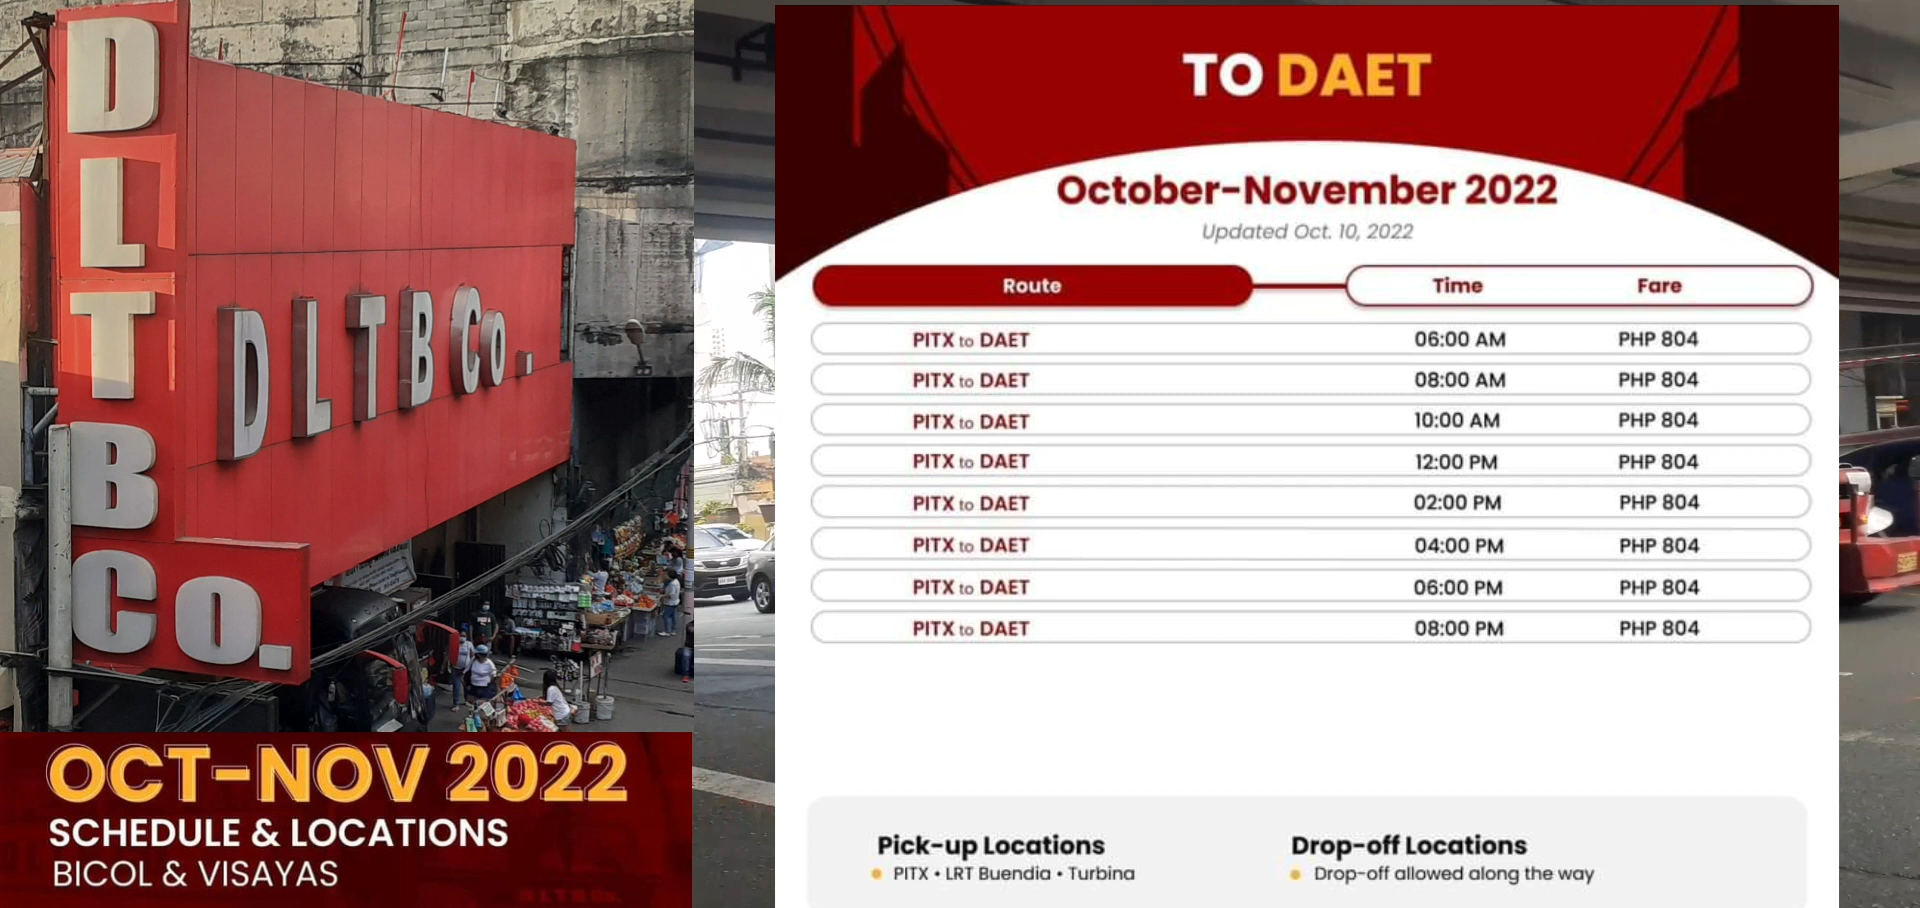 D
L
T
B
Co.
DLTBCo.
OCT-NOV 2022
SCHEDULE & LOCATIONS
BICOL & VISAYAS
TO DAET
October-November 2022
Updated Oct. 10, 2022
Route Time Fare
PITX to DAET 06:00 AM PHP 804
PITX to DAET 08:00 AM PHP 804
PITX to DAET 10:00 AM PHP 804
PITX to DAET 12:00 PM PHP 804
PITX to DAET 02:00 PM PHP 804
PITX to DAET 04:00 PM PHP 804
PITX to DAET 06:00 PM PHP 804
PITX to DAET 08:00 PM PHP 804
Pick-up Locations
• PITX • LRT Buendia • Turbina
Drop-off Locations
• Drop-off allowed along the way